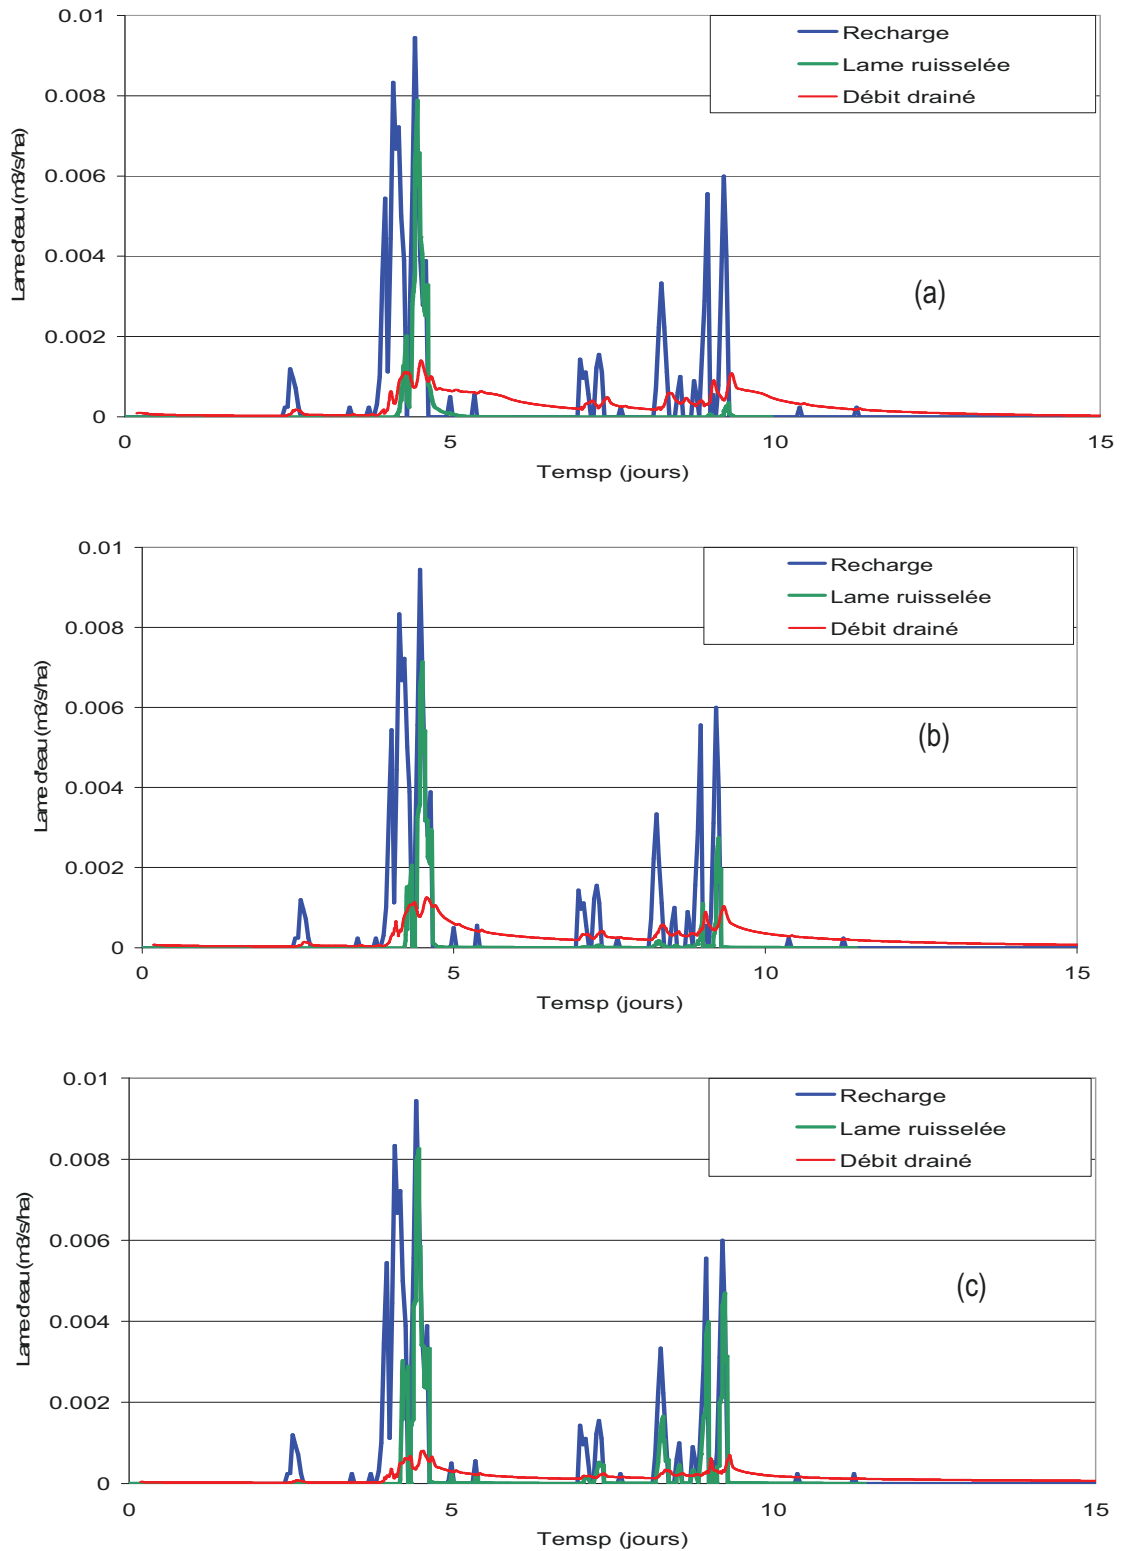 0.01
0.008
0.006
0.004
0.002
0
Lame d'eau (m3/s/ha)
Recharge
Lame ruisselée
Débit drainé
(a)
0 5 10 15
Temsp (jours)
0.01
0.008
0.006
0.004
0.002
0
Lame d'eau (m3/s/ha)
Recharge
Lame ruisselée
Débit drainé
(b)
0 5 10 15
Temsp (jours)
0.01
0.008
0.006
0.004
0.002
0
Lame d'eau (m3/s/ha)
Recharge
Lame ruisselée
Débit drainé
(c)
0 5 10 15
Temsp (jours)